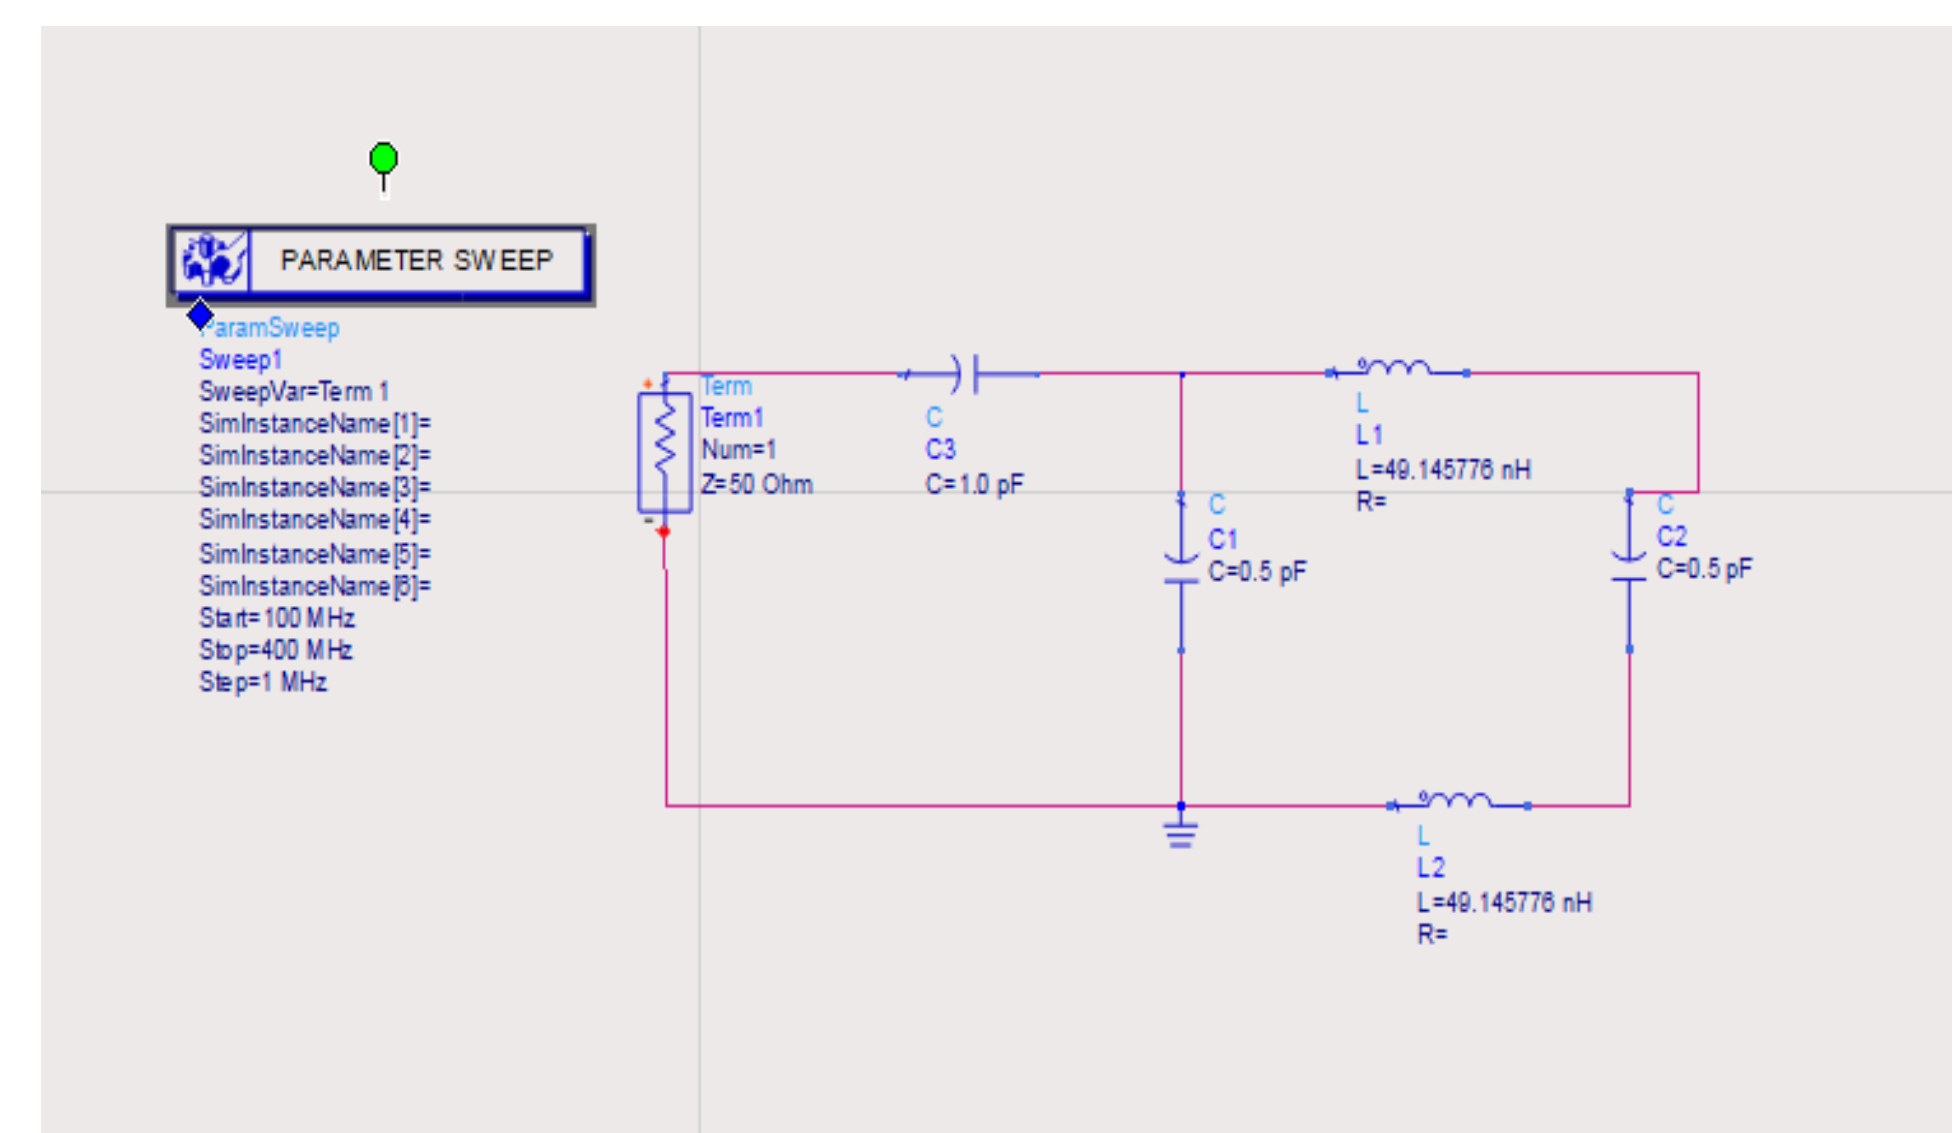 PARAMETER SWEEP
ParamSweep
Sweep1
SweepVar=Term 1
SimInstanceName[1]=
SimInstanceName[2]=
SimInstanceName[3]=
SimInstanceName[4]=
SimInstanceName[5]=
SimInstanceName[6]=
Start=100 MHz
Stop=400 MHz
Step=1 MHz
+
-
Term
Term1
Num=1
Z=50 Ohm
C
C3
C=1.0 pF
C
C1
C=0.5 pF
L
L1
L=49.145776 nH
R=
C
C2
C=0.5 pF
L
L2
L=49.145776 nH
R=